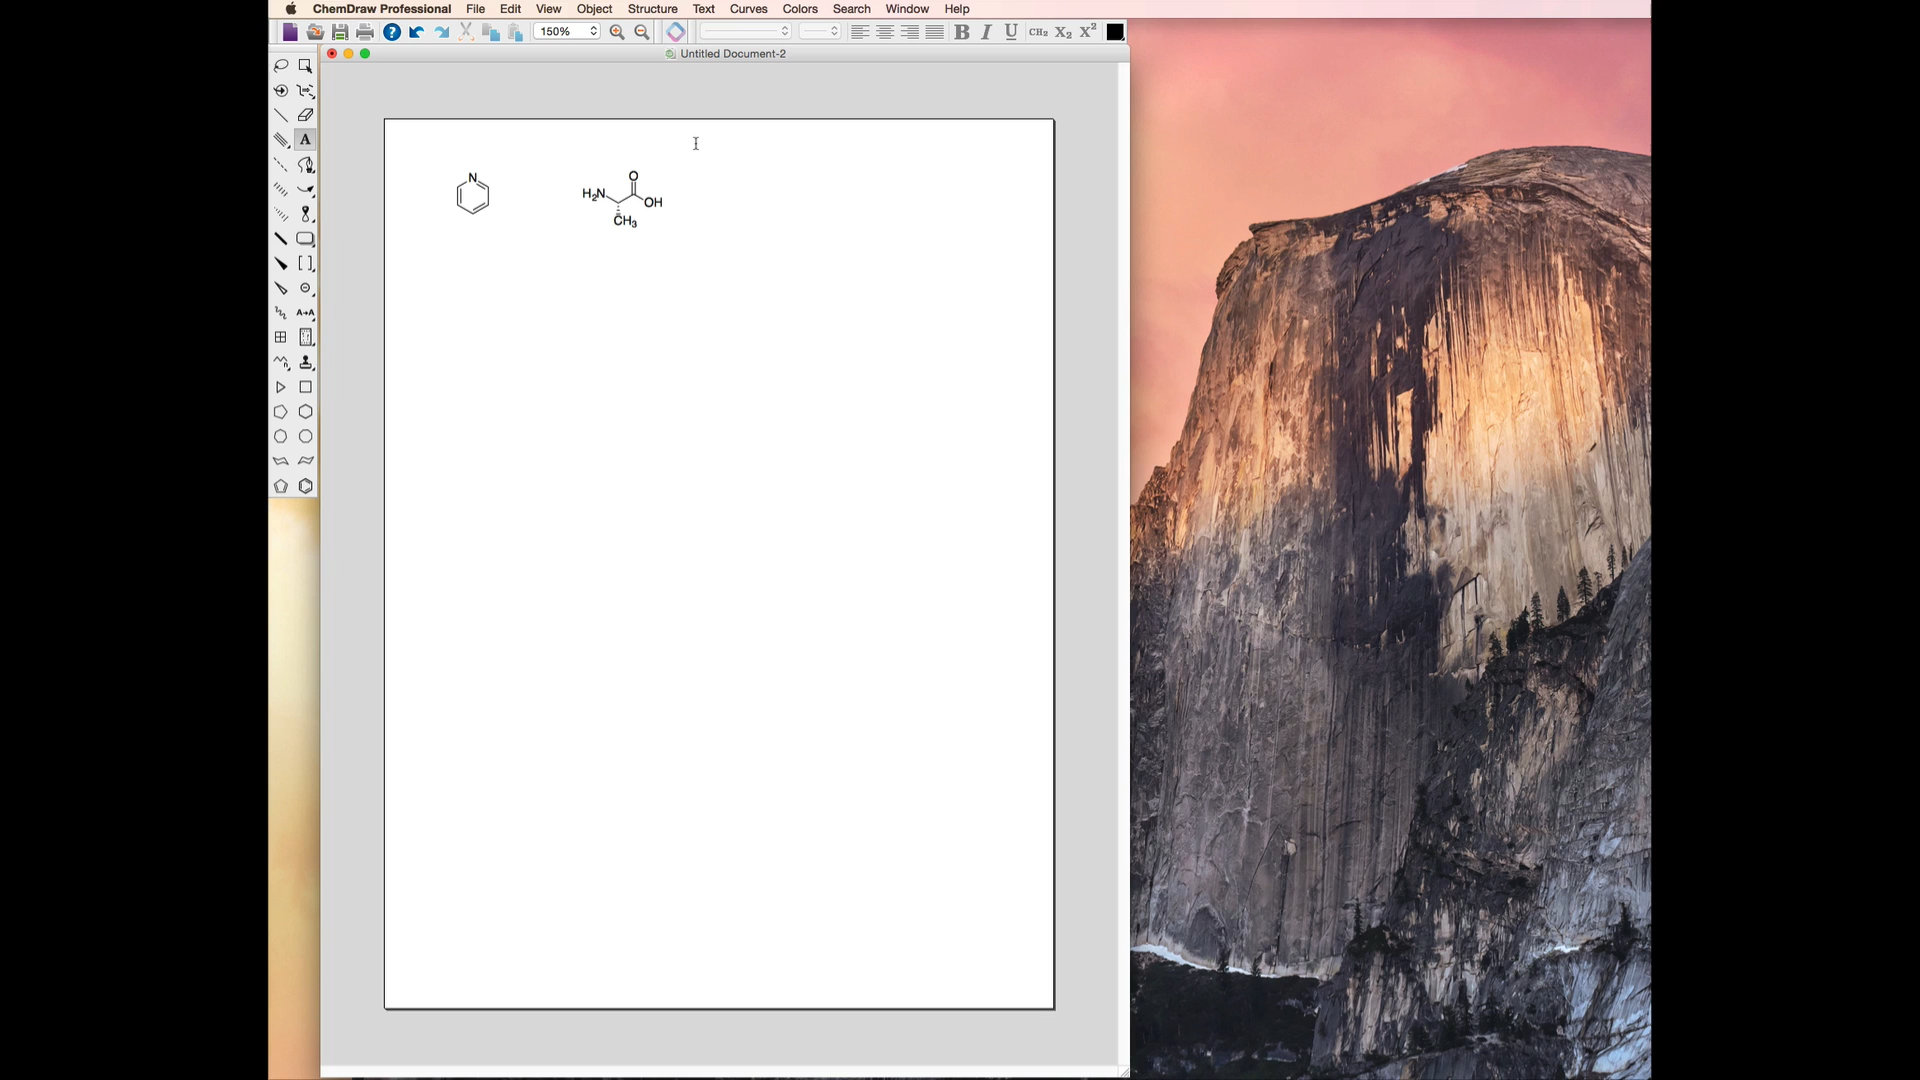 ChemDraw Professional File Edit View Object Structure Text Curves Colors Search Window Help
150% B I U CH₂ X₂ X²
Untitled Document-2
A
A→A
N
O
H₂N
OH
CH₃